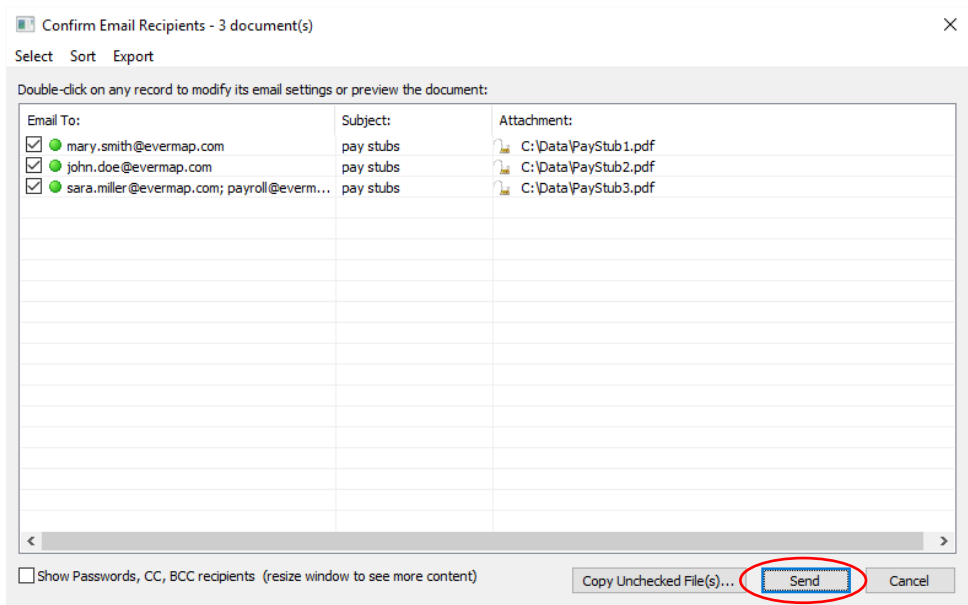 Confirm Email Recipients - 3 document(s)
Select Sort Export
Double-click on any record to modify its email settings or preview the document:
Email To: Subject: Attachment:
mary.smith@evermap.com pay stubs C:\Data\PayStub1.pdf
john.doe@evermap.com pay stubs C:\Data\PayStub2.pdf
sara.miller@evermap.com; payroll@everm... pay stubs C:\Data\PayStub3.pdf
Show Passwords, CC, BCC recipients (resize window to see more content)
Copy Unchecked File(s)... Send Cancel